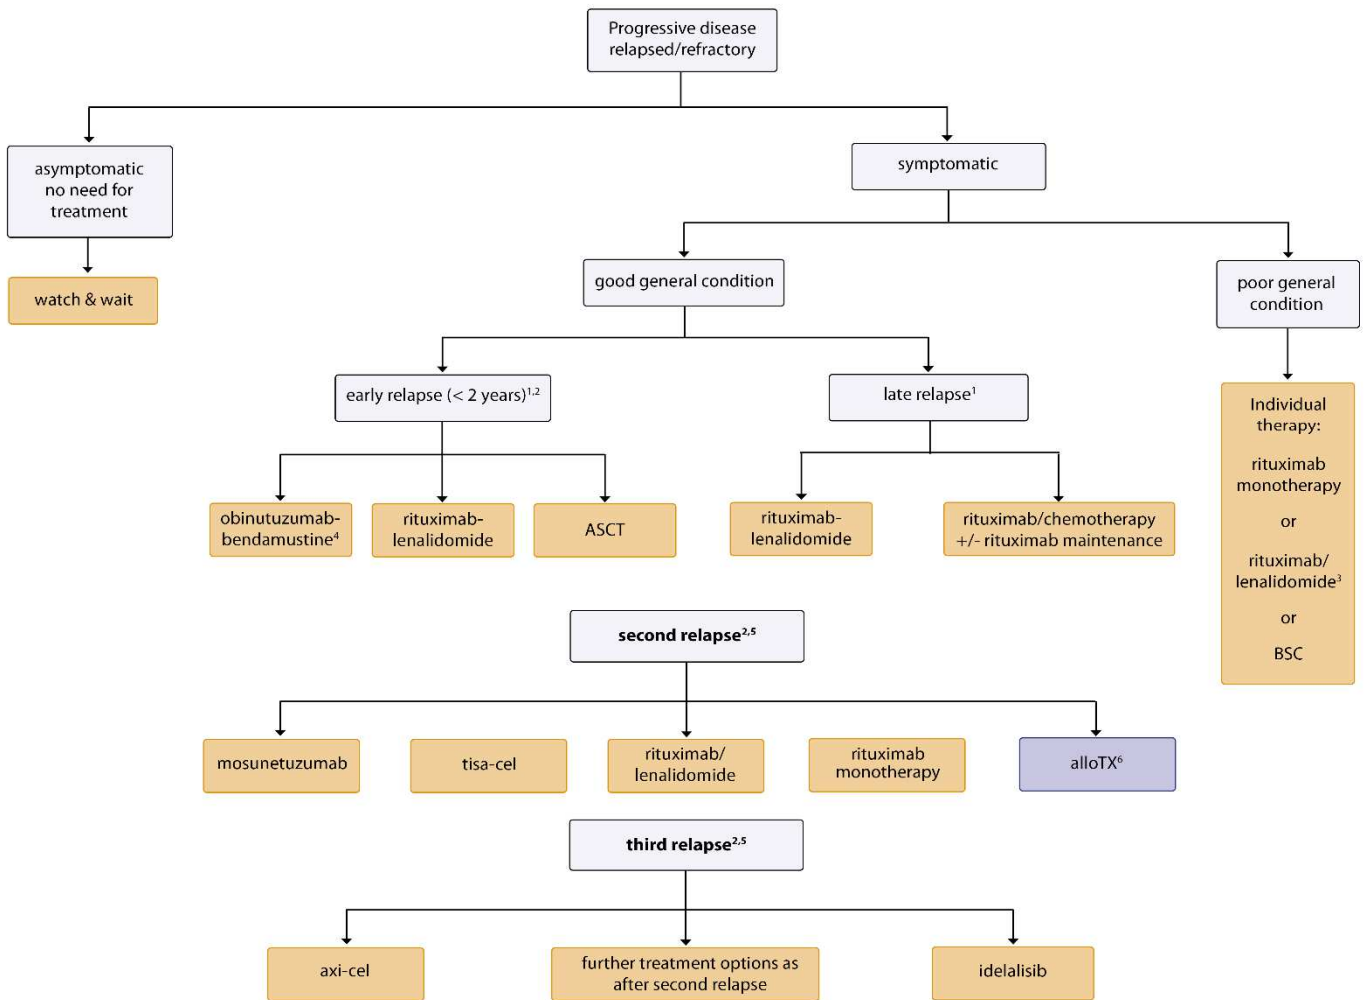 Progressive disease
relapsed/refractory
asymptomatic
no need for
treatment
symptomatic
watch & wait
good general condition
poor general
condition
early relapse (< 2 years)¹,²
late relapse¹
Individual
therapy:
rituximab
monotherapy
or
rituximab/
lenalidomide³
or
BSC
obinutuzumab-
bendamustine⁴
rituximab-
lenalidomide
ASCT
rituximab-
lenalidomide
rituximab/chemotherapy
+/- rituximab maintenance
second relapse²,⁵
mosunetuzumab
tisa-cel
rituximab/
lenalidomide
rituximab
monotherapy
alloTX⁶
third relapse²,⁵
axi-cel
further treatment options as
after second relapse
idelalisib